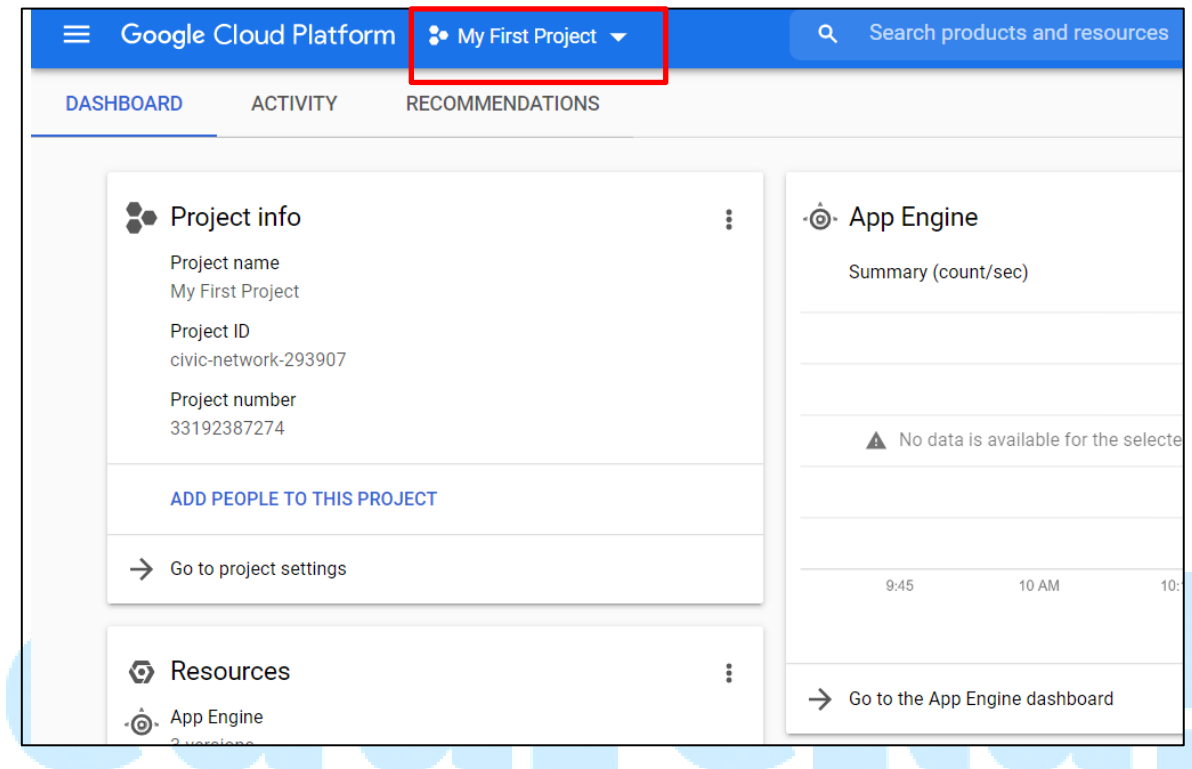 Google Cloud Platform My First Project Search products and resources
DASHBOARD ACTIVITY RECOMMENDATIONS
Project info
Project name
My First Project
Project ID
civic-network-293907
Project number
33192387274
ADD PEOPLE TO THIS PROJECT
Go to project settings
Resources
App Engine
3 versions
App Engine
Summary (count/sec)
No data is available for the selecte
9:45 10 AM 10:
Go to the App Engine dashboard